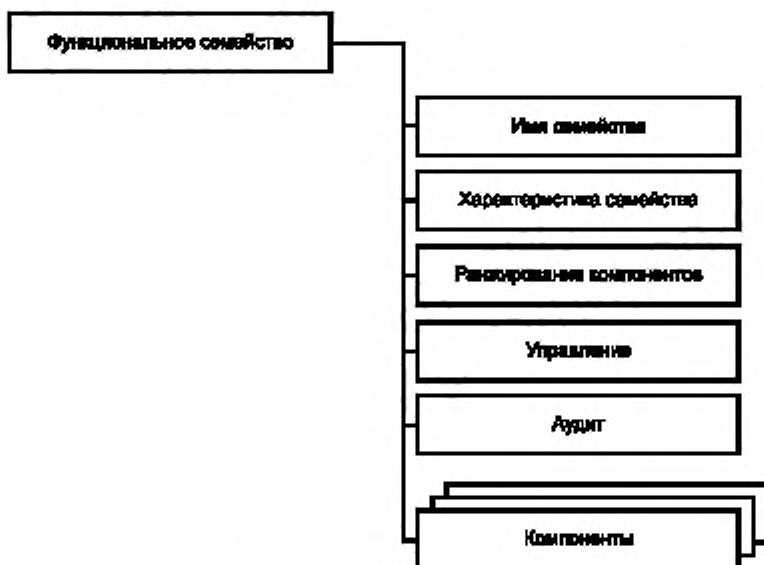 Функциональное семейство
Имя семейства
Характеристика семейства
Ранжирование компонентов
Управление
Аудит
Компоненты